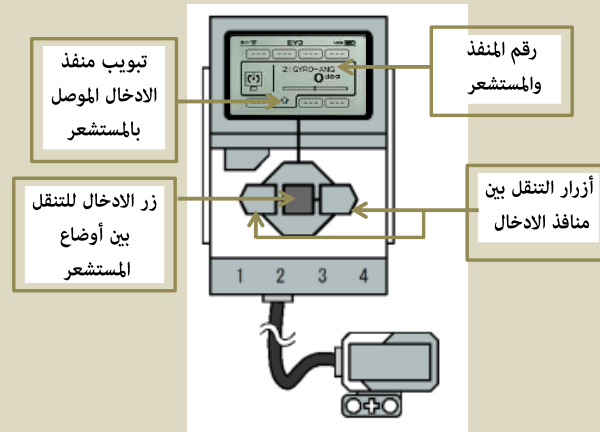 EV3
2: GYRO-ANG
0 deg
رقم المنفذ
والمستشعر
تبويب منفذ
الادخال الموصل
بالمستشعر
زر الادخال للتنقل
بين أوضاع
المستشعر
أزرار التنقل بين
منافذ الادخال
1 2 3 4